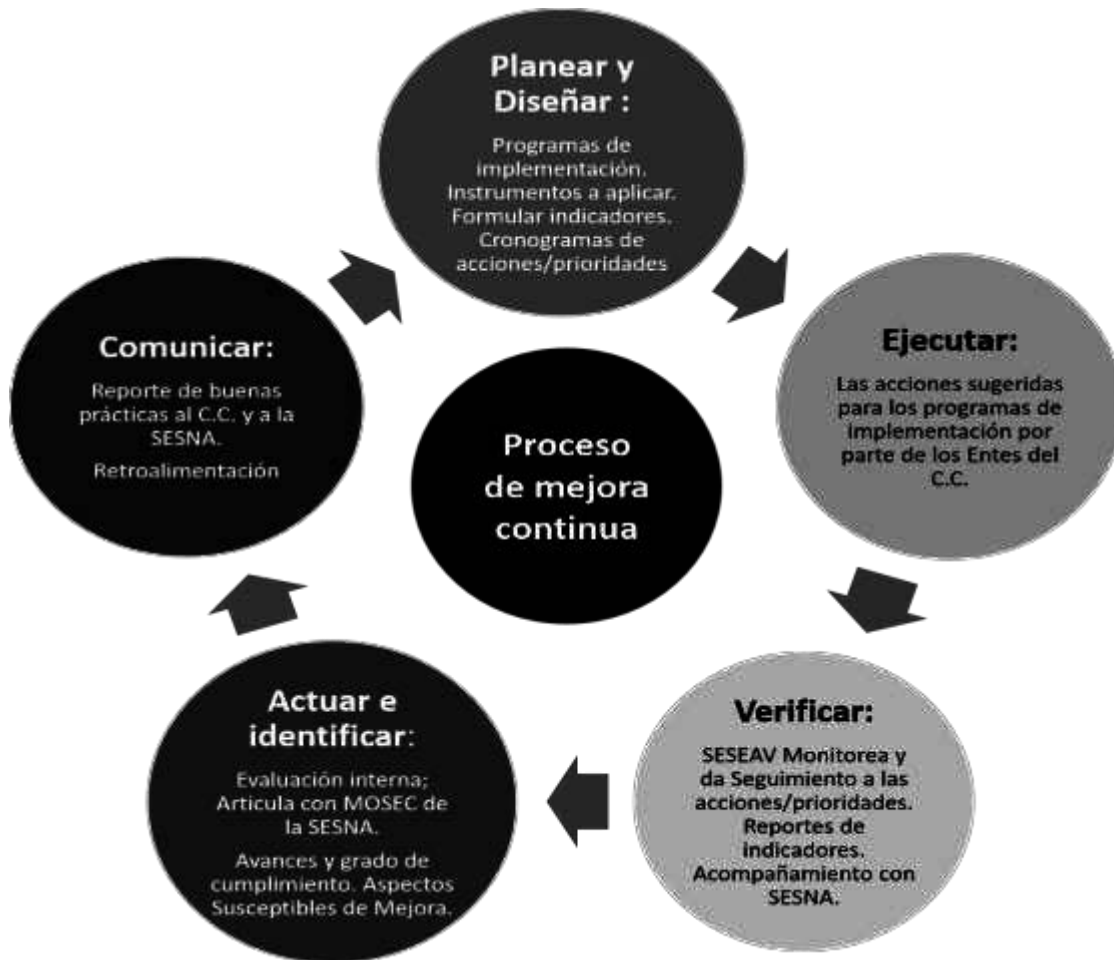 Planear y
Diseñar :
Programas de
implementación.
Instrumentos a aplicar.
Formular indicadores.
Cronogramas de
acciones/prioridades
Ejecutar:
Las acciones sugeridas
para los programas de
implementación por
parte de los Entes del
C.C.
Verificar:
SESEAV Monitorea y
da Seguimiento a las
acciones/prioridades.
Reportes de
indicadores.
Acompañamiento con
SESNA.
Actuar e
identificar:
Evaluación interna;
Articula con MOSEC de
la SESNA.
Avances y grado de
cumplimiento. Aspectos
Susceptibles de Mejora.
Comunicar:
Reporte de buenas
prácticas al C.C. y a la
SESNA.
Retroalimentación
Proceso
de mejora
continua